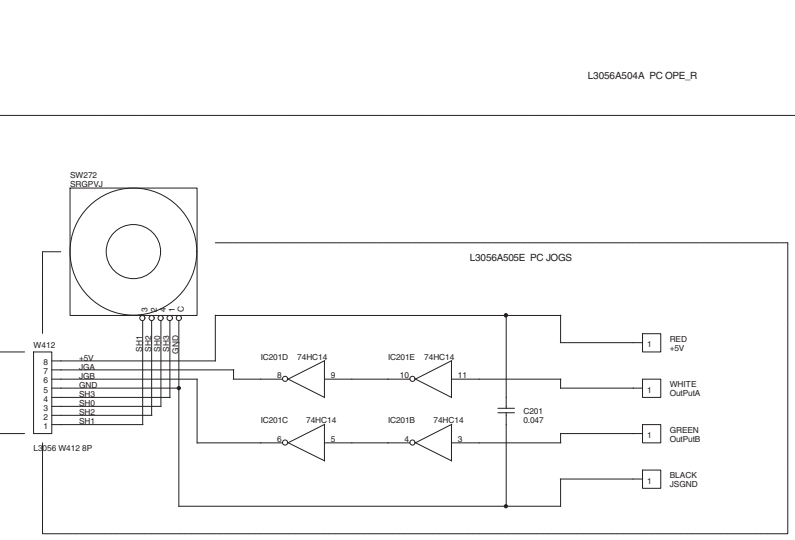 L3056A504A PC OPE_R
SW272
SRGPVJ
L3056A505E PC JOGS
3
2
4
1
C
SH1
SH2
SH0
SH3
GND
W412
8 +5V
7 JGA
6 JGB
5 GND
4 SH3
3 SH0
2 SH2
1 SH1
L3056 W412 8P
IC201D 74HC14
8 9
IC201E 74HC14
10 11
IC201C 74HC14
6 5
IC201B 74HC14
4 3
C201
0.047
1 RED
+5V
1 WHITE
OutPutA
1 GREEN
OutPutB
1 BLACK
JSGND